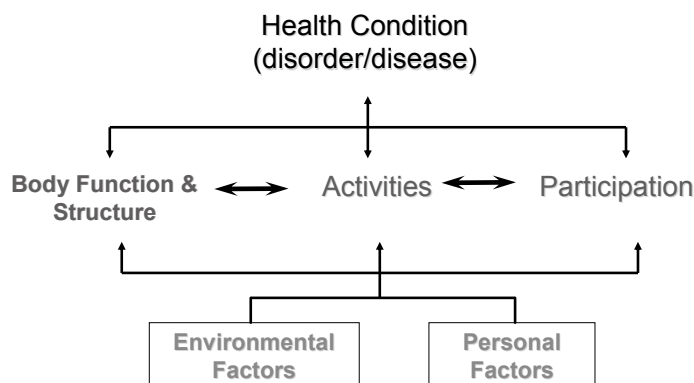 Health Condition
(disorder/disease)
Body Function &
Structure
Activities
Participation
Environmental
Factors
Personal
Factors